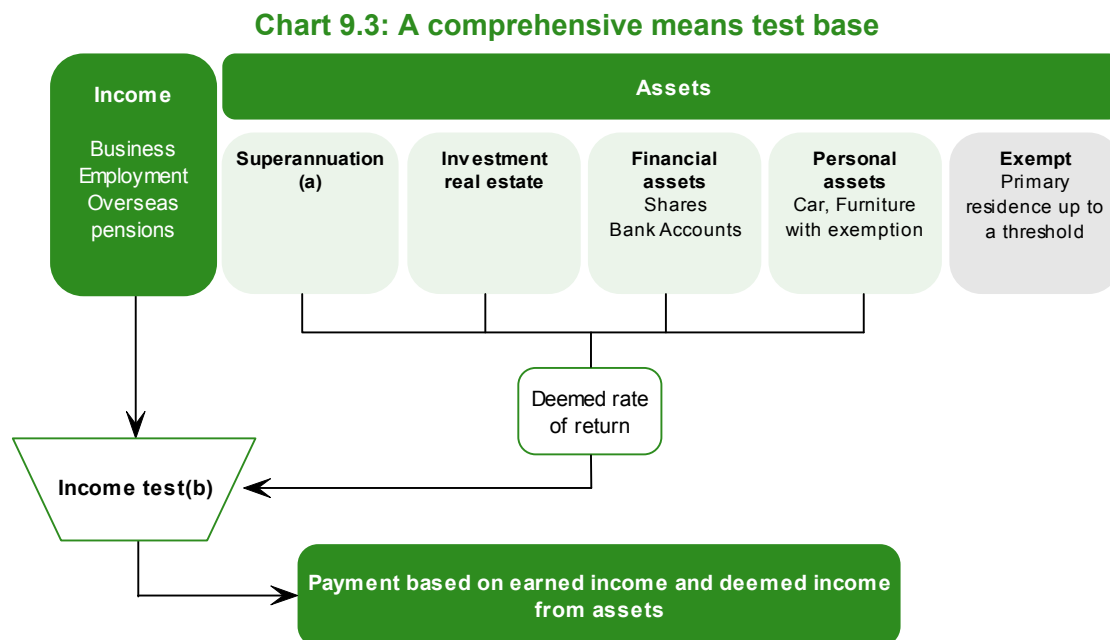 Chart 9.3: A comprehensive means test base
Income
Business
Employment
Overseas
pensions
Assets
Superannuation
(a)
Investment
real estate
Financial
assets
Shares
Bank Accounts
Personal
assets
Car, Furniture
with exemption
Exempt
Primary
residence up to
a threshold
Deemed rate
of return
Income test(b)
Payment based on earned income and deemed income
from assets